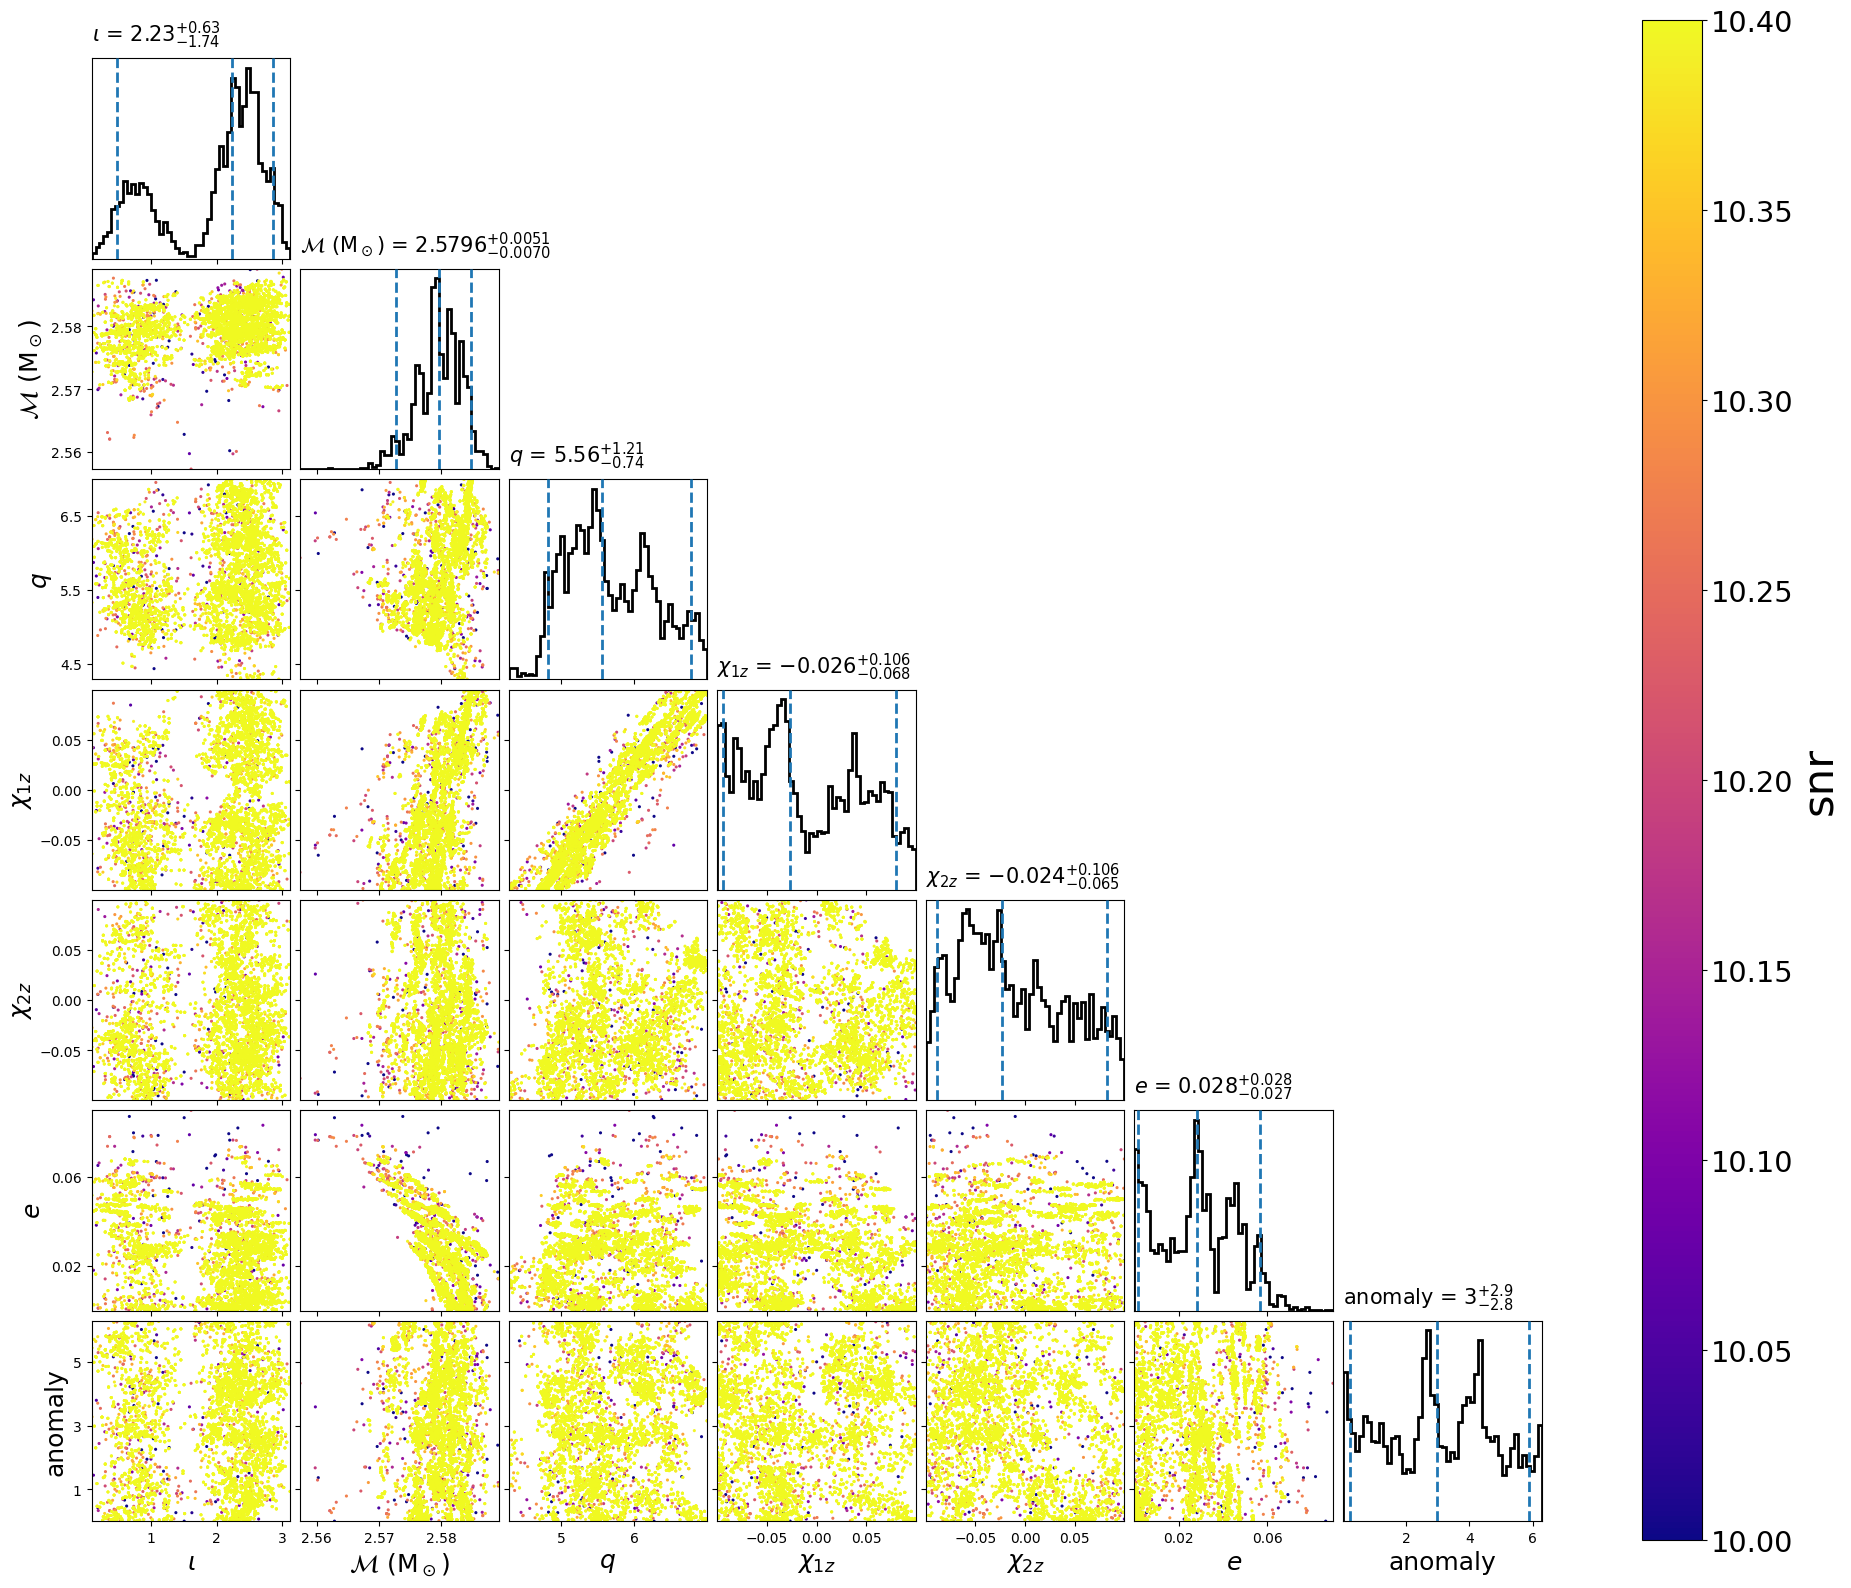 ι = 2.23 +0.63 −1.74
ℳ (M_⊙) = 2.5796 +0.0051 −0.0070
q = 5.56 +1.21 −0.74
χ1z = −0.026 +0.106 −0.068
χ2z = −0.024 +0.106 −0.065
e = 0.028 +0.028 −0.027
anomaly = 3 +2.9 −2.8
ℳ (M_⊙)
2.58
2.57
2.56
q
6.5
5.5
4.5
χ1z
0.05
0.00
−0.05
χ2z
0.05
0.00
−0.05
e
0.06
0.02
anomaly
5
3
1
1 2 3
2.56 2.57 2.58
5 6
−0.05 0.00 0.05
−0.05 0.00 0.05
0.02 0.06
2 4 6
ι
ℳ (M_⊙)
q
χ1z
χ2z
e
anomaly
10.40
10.35
10.30
10.25
10.20
10.15
10.10
10.05
10.00
snr